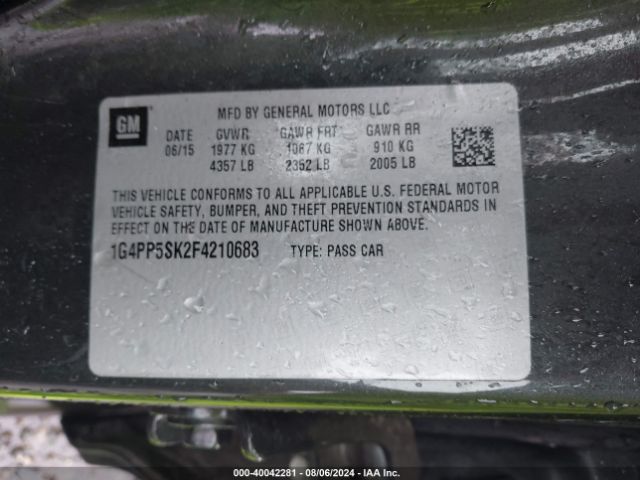 GM
MFD BY GENERAL MOTORS LLC
DATE GVWR GAWR FRT GAWR RR
06/15 1977 KG 1067 KG 910 KG
4357 LB 2352 LB 2005 LB
THIS VEHICLE CONFORMS TO ALL APPLICABLE U.S. FEDERAL MOTOR
VEHICLE SAFETY, BUMPER, AND THEFT PREVENTION STANDARDS IN
EFFECT ON THE DATE OF MANUFACTURE SHOWN ABOVE.
1G4PP5SK2F4210683 TYPE: PASS CAR
000-40042281 - 08/06/2024 - IAA Inc.